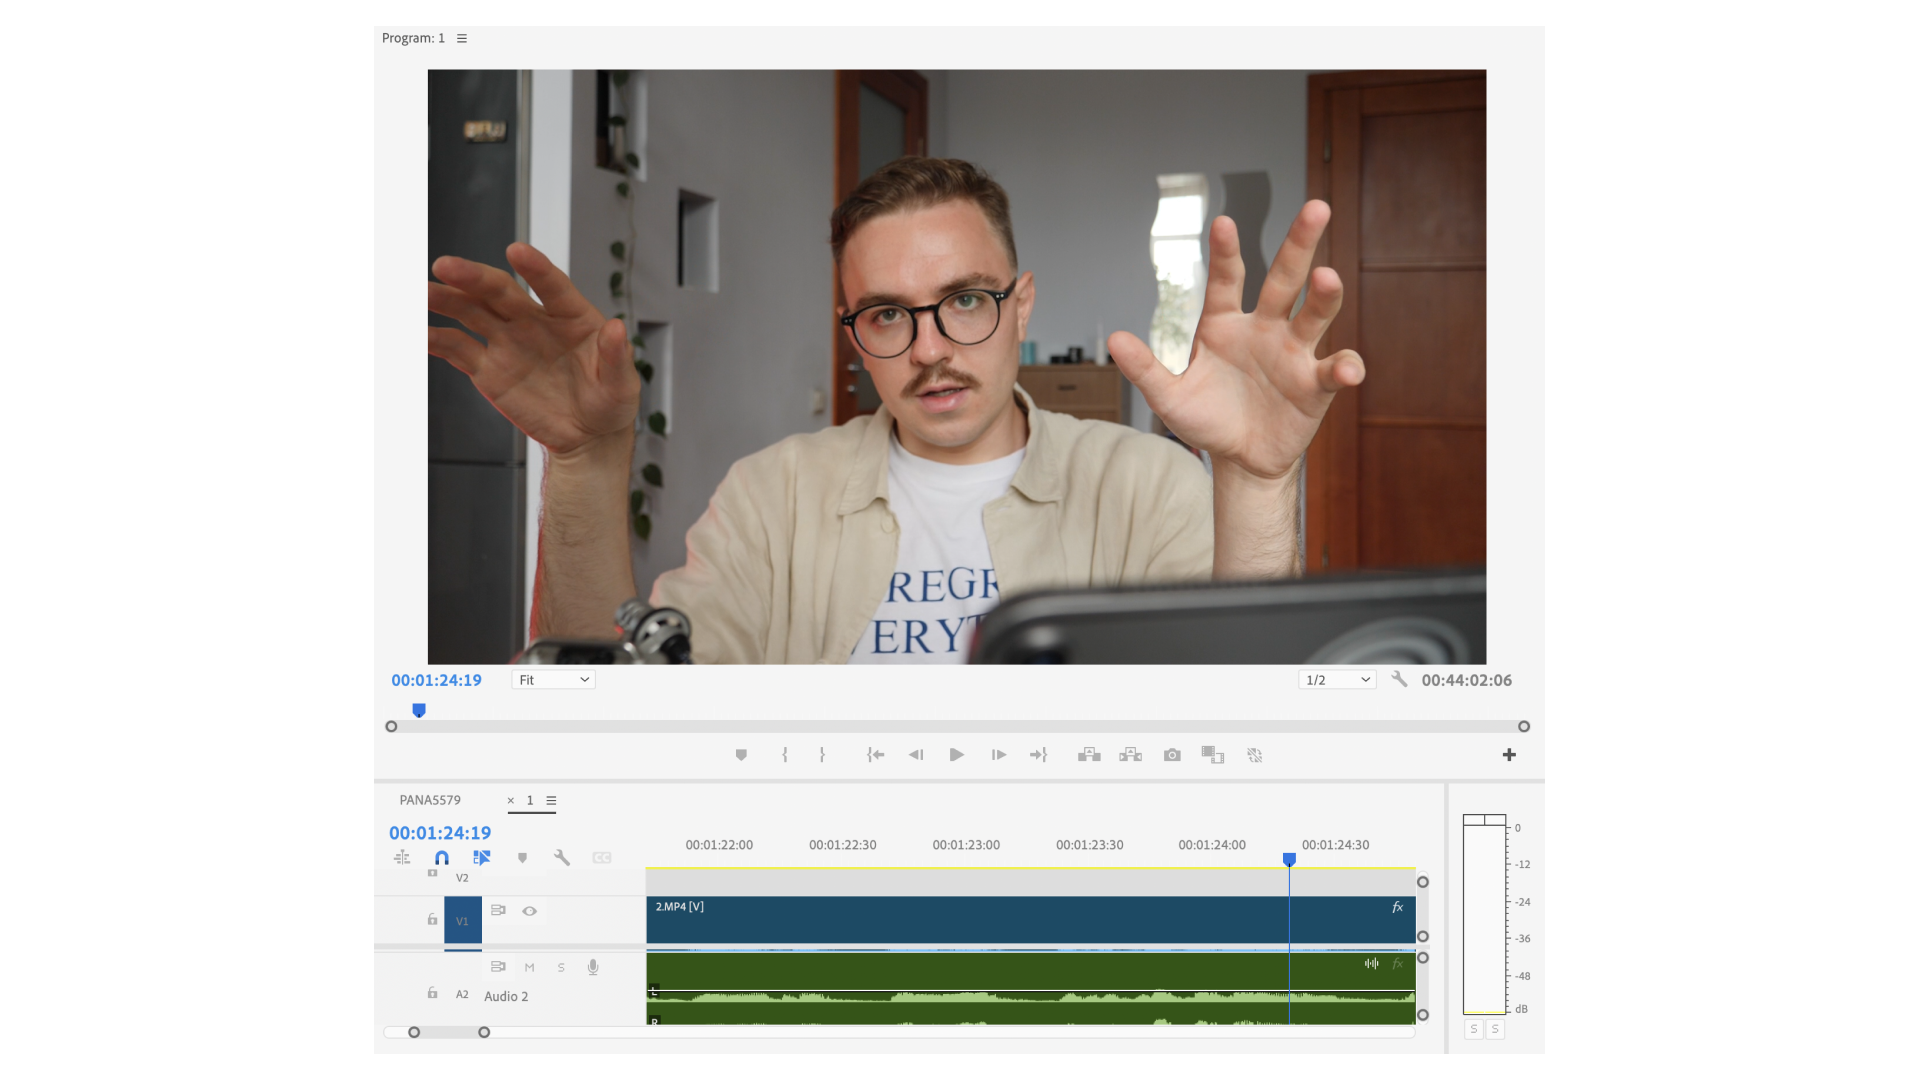 Program: 1
REGR
ERYT
00:01:24:19
Fit
1/2
00:44:02:06
PANA5579
× 1
00:01:24:19
00:01:22:00
00:01:22:30
00:01:23:00
00:01:23:30
00:01:24:00
00:01:24:30
CC
V2
V1
2.MP4 [V]
fx
M S
fx
A2 Audio 2
L
R
0
-12
-24
-36
-48
dB
S S